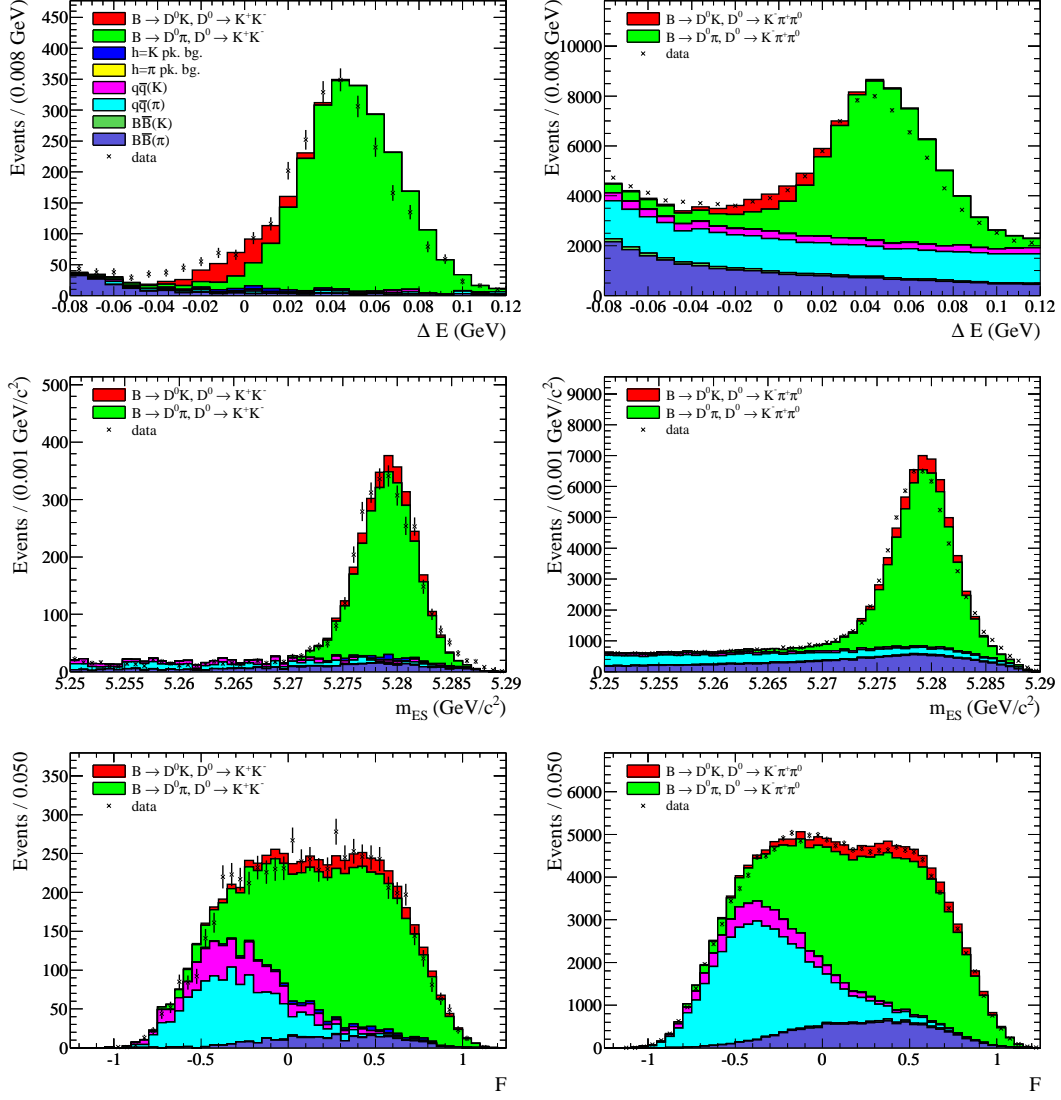 Events / (0.008 GeV)
450
400
350
300
250
200
150
100
50
0
B → D⁰K, D⁰ → K⁺K⁻
B → D⁰π, D⁰ → K⁺K⁻
h=K pk. bg.
h=π pk. bg.
qq̅(K)
qq̅(π)
BB̅(K)
BB̅(π)
data
-0.08 -0.06 -0.04 -0.02 0 0.02 0.04 0.06 0.08 0.1 0.12
Δ E (GeV)
Events / (0.008 GeV)
10000
8000
6000
4000
2000
0
B → D⁰K, D⁰ → K⁻π⁺π⁰
B → D⁰π, D⁰ → K⁻π⁺π⁰
data
-0.08 -0.06 -0.04 -0.02 0 0.02 0.04 0.06 0.08 0.1 0.12
Δ E (GeV)
Events / (0.001 GeV/c²)
500
400
300
200
100
0
B → D⁰K, D⁰ → K⁺K⁻
B → D⁰π, D⁰ → K⁺K⁻
data
5.25 5.255 5.26 5.265 5.27 5.275 5.28 5.285 5.29
m_ES (GeV/c²)
Events / (0.001 GeV/c²)
9000
8000
7000
6000
5000
4000
3000
2000
1000
0
B → D⁰K, D⁰ → K⁻π⁺π⁰
B → D⁰π, D⁰ → K⁻π⁺π⁰
data
5.25 5.255 5.26 5.265 5.27 5.275 5.28 5.285 5.29
m_ES (GeV/c²)
Events / 0.050
350
300
250
200
150
100
50
0
B → D⁰K, D⁰ → K⁺K⁻
B → D⁰π, D⁰ → K⁺K⁻
data
-1 -0.5 0 0.5 1
F
Events / 0.050
6000
5000
4000
3000
2000
1000
0
B → D⁰K, D⁰ → K⁻π⁺π⁰
B → D⁰π, D⁰ → K⁻π⁺π⁰
data
-1 -0.5 0 0.5 1
F